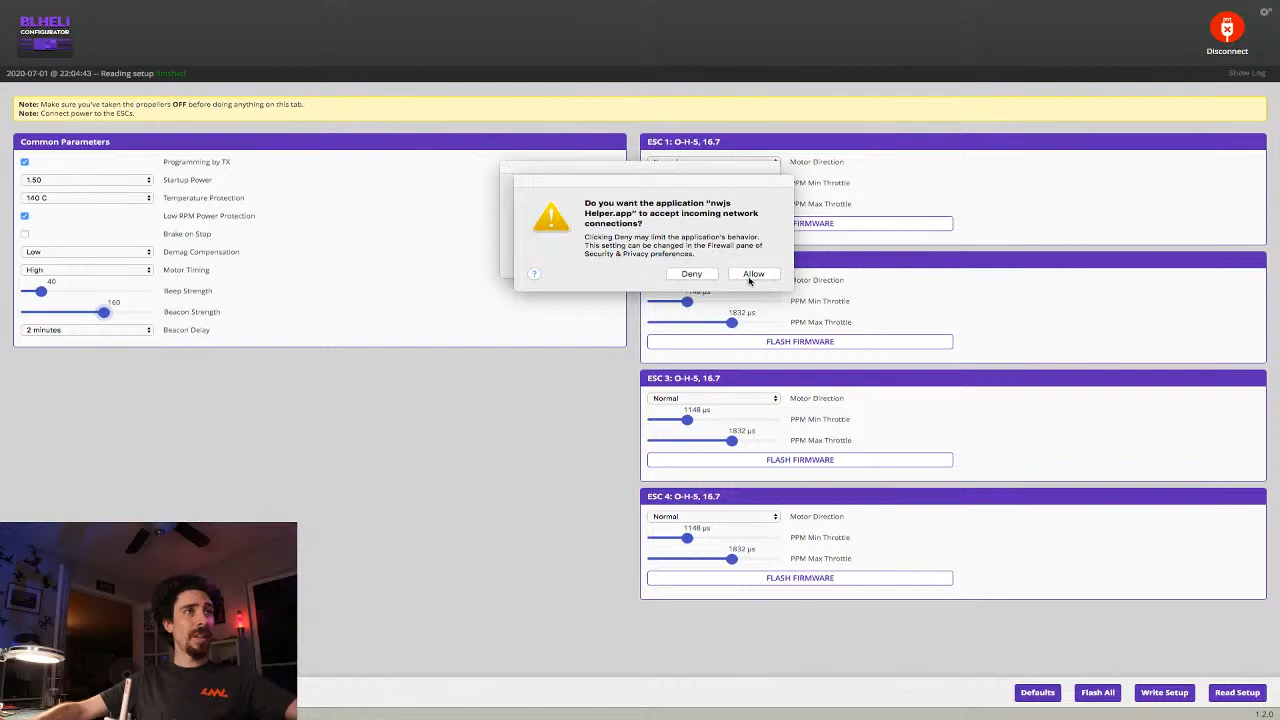 BLHELI
CONFIGURATOR
Disconnect
2020-07-01 @ 22:04:43 -- Reading setup finished
Show Log
Note: Make sure you've taken the propellers OFF before doing anything on this tab.
Note: Connect power to the ESCs.
Common Parameters
Programming by TX
1.50 Startup Power
140 C Temperature Protection
Low RPM Power Protection
Brake on Stop
Low Demag Compensation
High Motor Timing
40
Beep Strength
160
Beacon Strength
2 minutes Beacon Delay
ESC 1: O-H-5, 16.7
Motor Direction
PPM Min Throttle
PPM Max Throttle
FIRMWARE
Do you want the application “nwjs
Helper.app” to accept incoming network
connections?
Clicking Deny may limit the application's behavior.
This setting can be changed in the Firewall pane of
Security & Privacy preferences.
? Deny Allow
PPM Min Throttle
1832 µs
PPM Max Throttle
FLASH FIRMWARE
ESC 3: O-H-5, 16.7
Normal Motor Direction
1148 µs
PPM Min Throttle
1832 µs
PPM Max Throttle
FLASH FIRMWARE
ESC 4: O-H-5, 16.7
Normal Motor Direction
1148 µs
PPM Min Throttle
1832 µs
PPM Max Throttle
FLASH FIRMWARE
Defaults Flash All Write Setup Read Setup
1.2.0